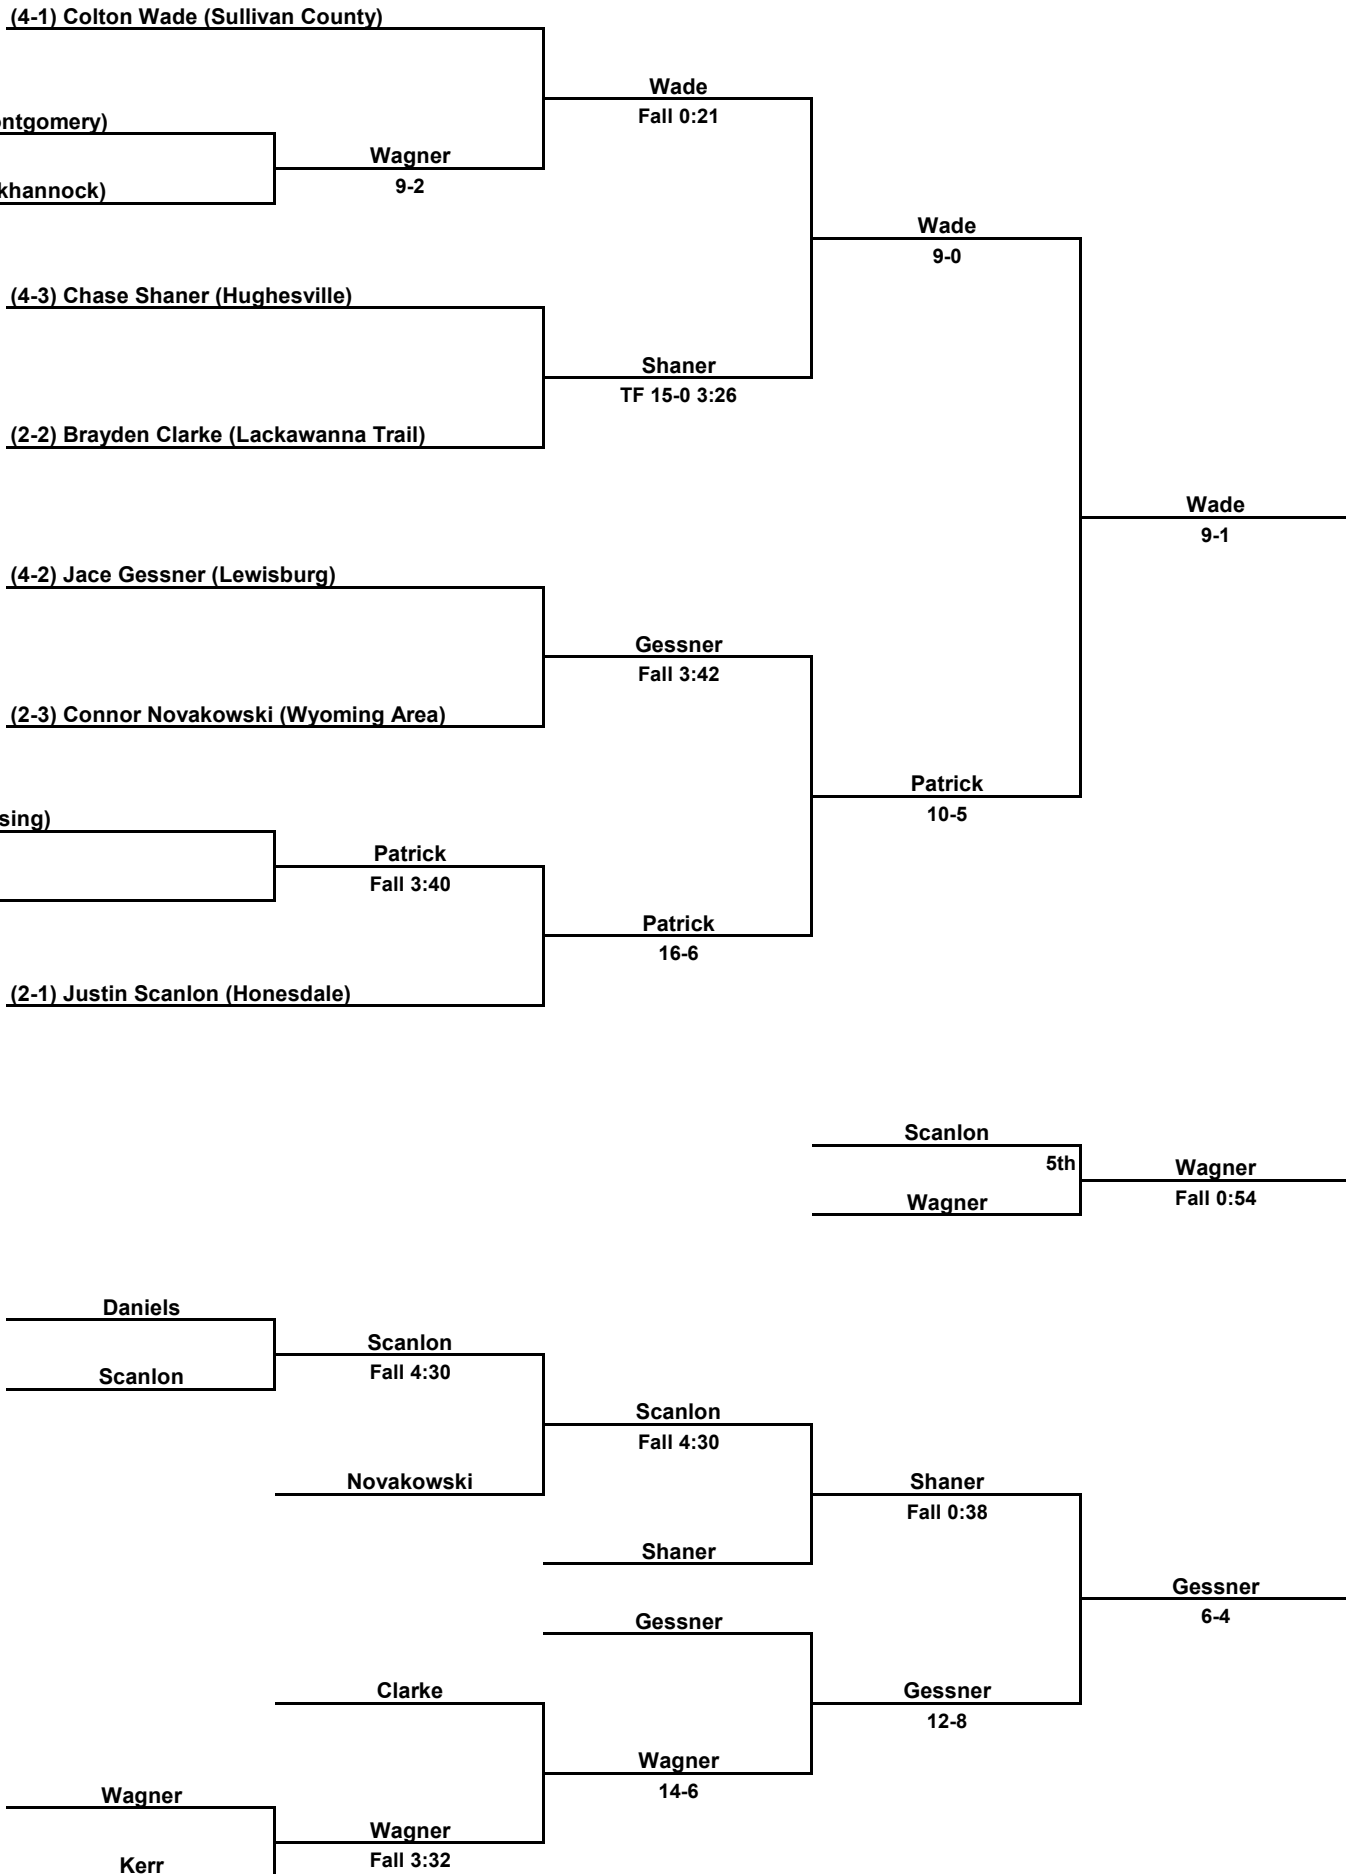 (4-1) Colton Wade (Sullivan County)
Wade
Fall 0:21
ontgomery)
Wagner
9-2
khannock)
Wade
9-0
(4-3) Chase Shaner (Hughesville)
Shaner
TF 15-0 3:26
(2-2) Brayden Clarke (Lackawanna Trail)
Wade
9-1
(4-2) Jace Gessner (Lewisburg)
Gessner
Fall 3:42
(2-3) Connor Novakowski (Wyoming Area)
Patrick
10-5
sing)
Patrick
Fall 3:40
Patrick
16-6
(2-1) Justin Scanlon (Honesdale)
Scanlon
5th
Wagner
Fall 0:54
Wagner
Daniels
Scanlon
Fall 4:30
Scanlon
Scanlon
Fall 4:30
Novakowski
Shaner
Fall 0:38
Shaner
Gessner
6-4
Gessner
Clarke
Gessner
12-8
Wagner
14-6
Wagner
Wagner
Fall 3:32
Kerr